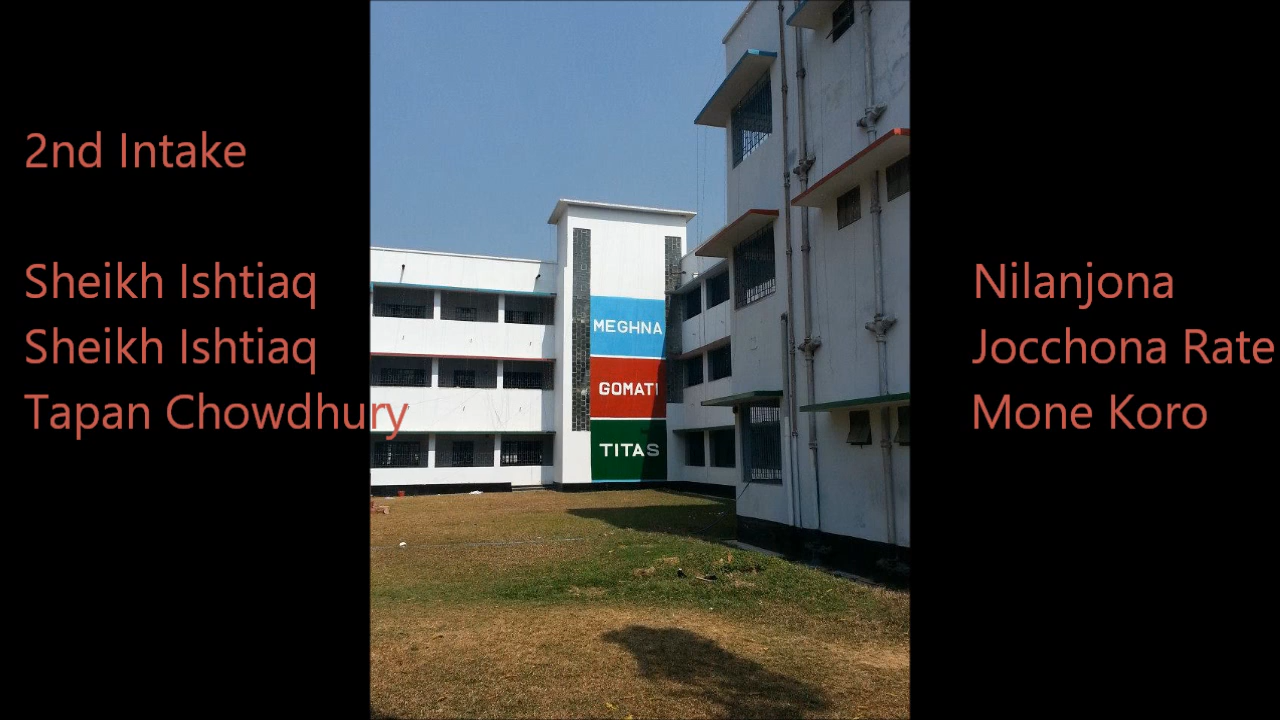 2nd Intake
Sheikh Ishtiaq Nilanjona
Sheikh Ishtiaq Jocchona Rate
Tapan Chowdhury Mone Koro
MEGHNA
GOMATI
TITAS